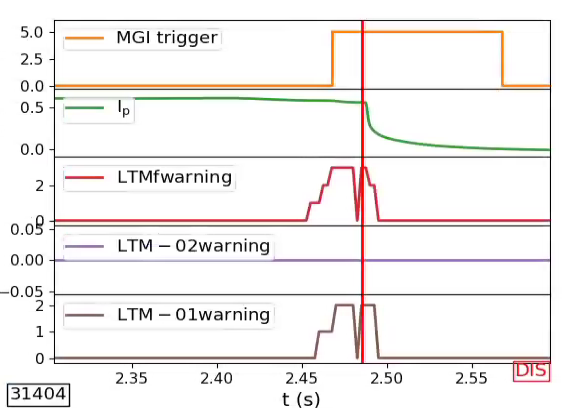 5.0
MGI trigger
2.5
0.0
0.5
Ip
0.0
LTMfwarning
2
0
0.05
LTM − 02warning
0.00
−0.05
2
LTM − 01warning
1
0
2.35 2.40 2.45 2.50 2.55
DIS
31404
t (s)